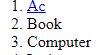 1. Ac
2. Book
3. Computer